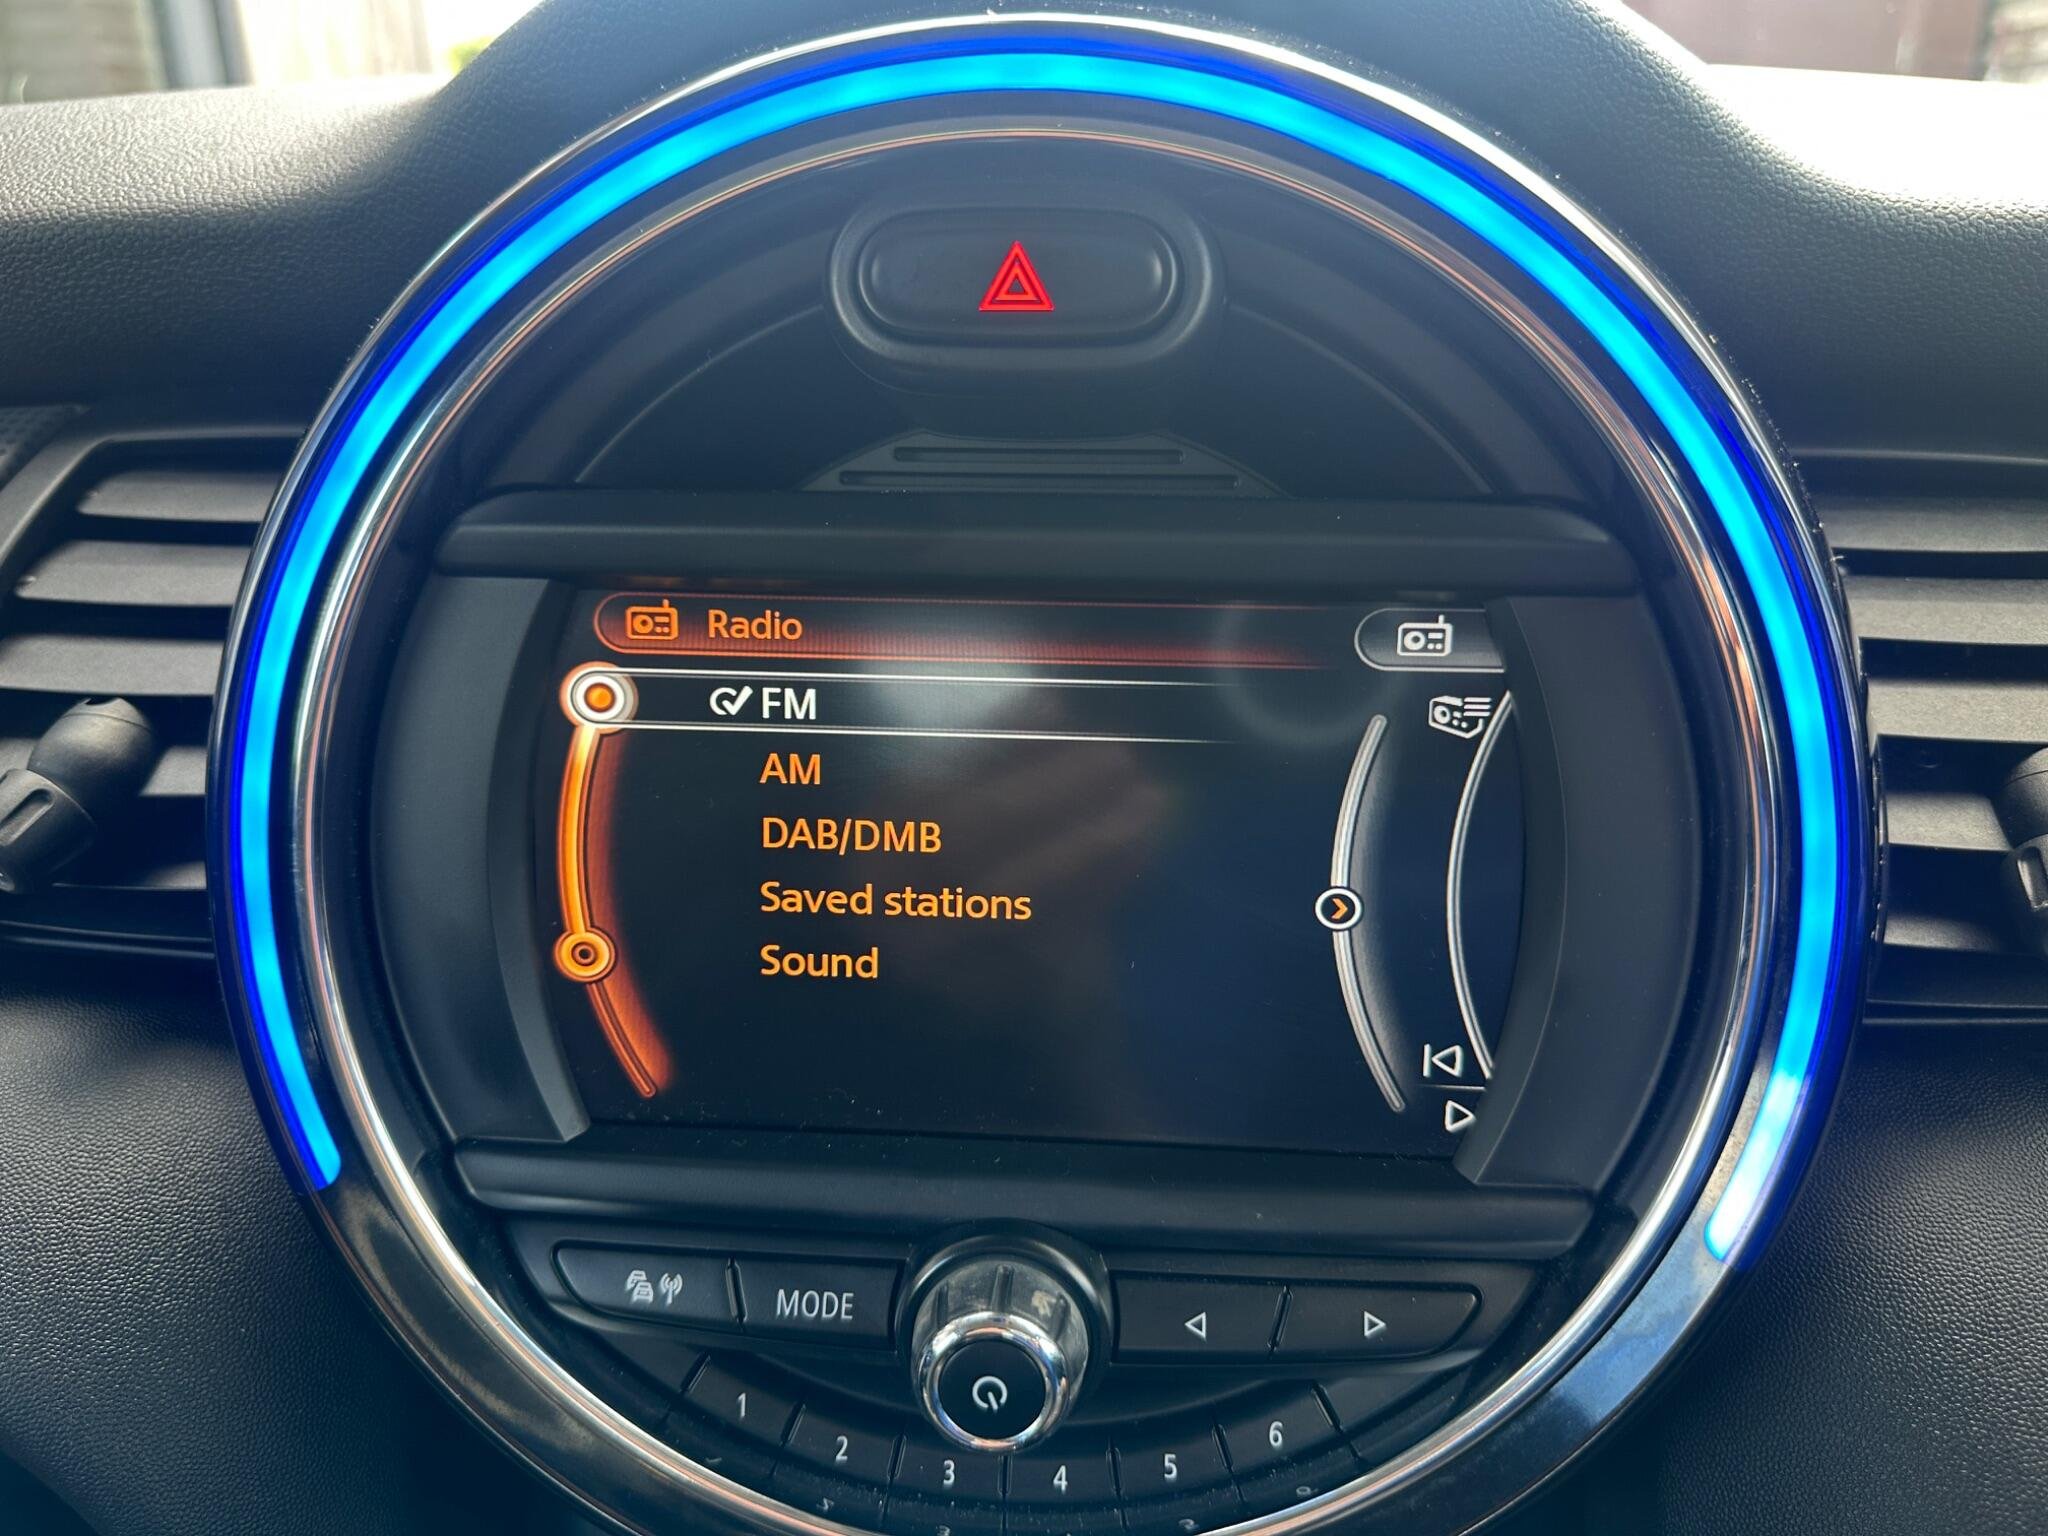 Radio
FM
AM
DAB/DMB
Saved stations
Sound
MODE
1
2
3
4
5
6